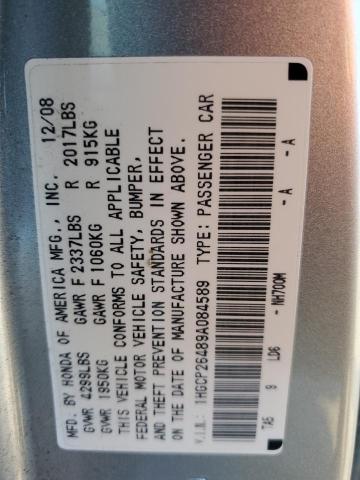 MFD. BY HONDA OF AMERICA MFG., INC. 12/08
GVWR 4299LBS GAWR F 2337LBS R 2017LBS
GVWR 1950KG GAWR F 1060KG R 915KG
THIS VEHICLE CONFORMS TO ALL APPLICABLE
FEDERAL MOTOR VEHICLE SAFETY, BUMPER,
AND THEFT PREVENTION STANDARDS IN EFFECT
ON THE DATE OF MANUFACTURE SHOWN ABOVE.
V.I.N.: 1HGCP26489A084589 TYPE: PASSENGER CAR
TA5 9 LD6 - NH700M - A - A